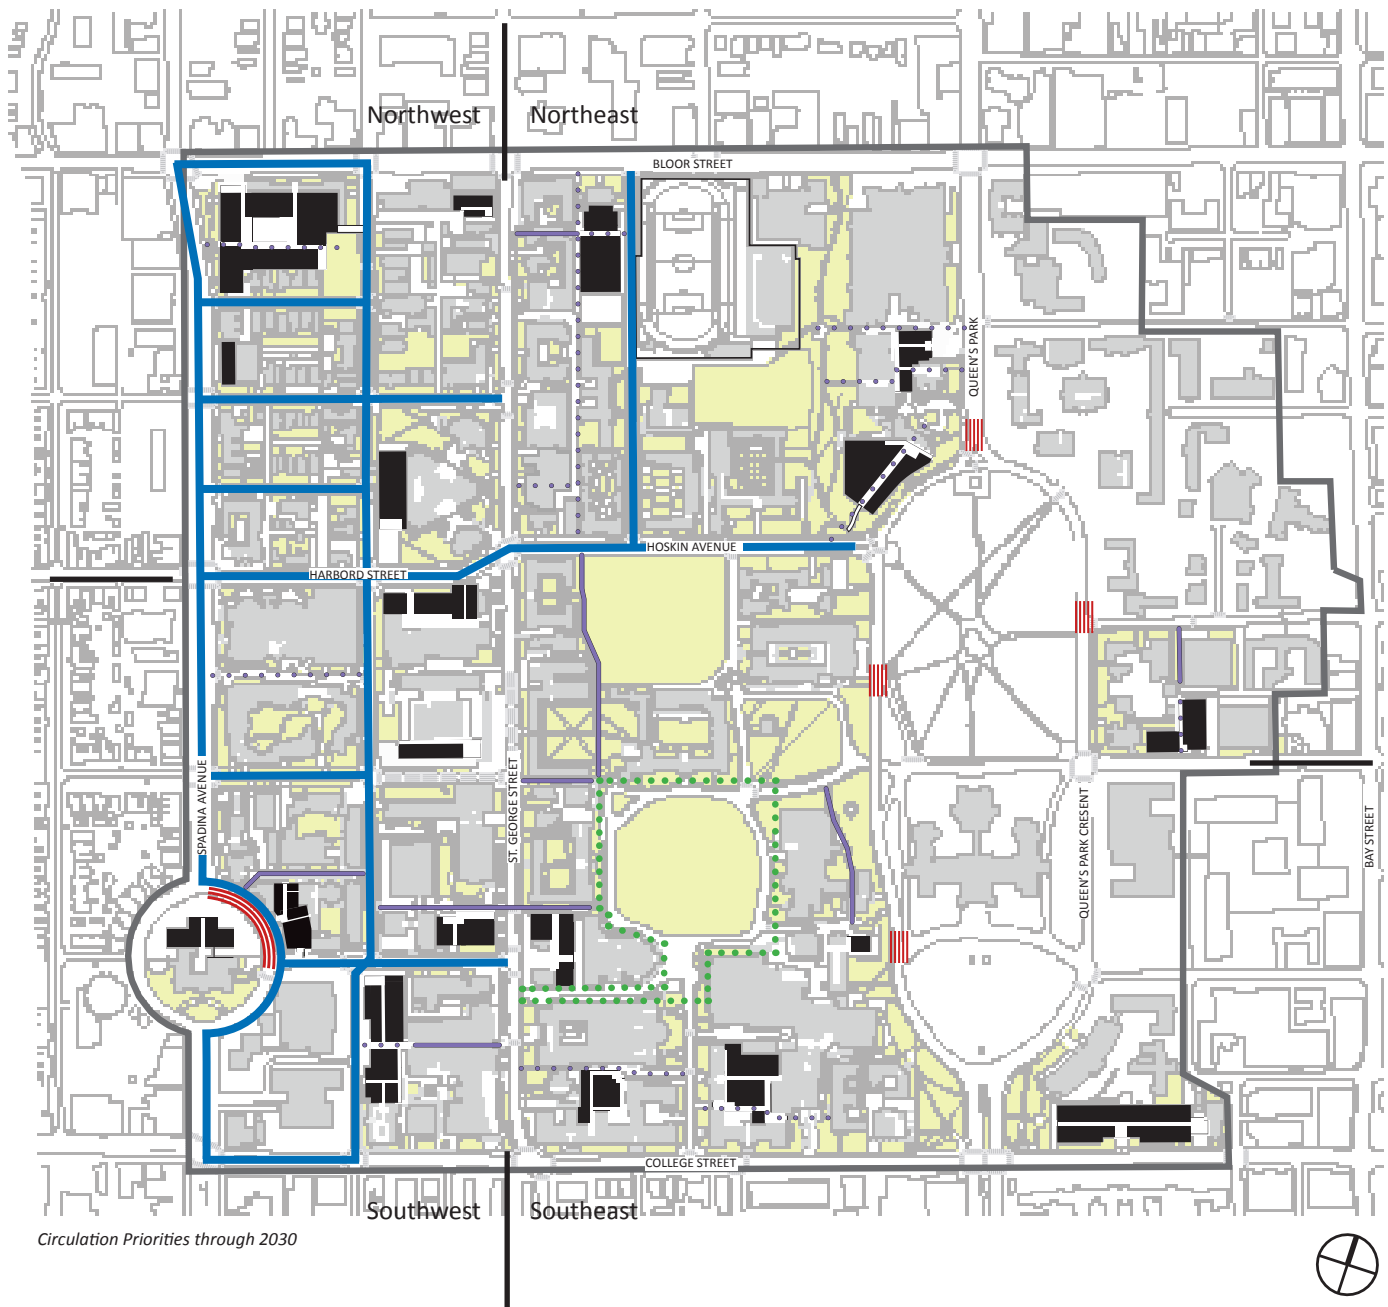 Northwest
Northeast
BLOOR STREET
QUEEN'S PARK
HOSKIN AVENUE
HARBORD STREET
SPADINA AVENUE
ST. GEORGE STREET
QUEEN'S PARK CRESENT
BAY STREET
COLLEGE STREET
Southwest
Southeast
Circulation Priorities through 2030